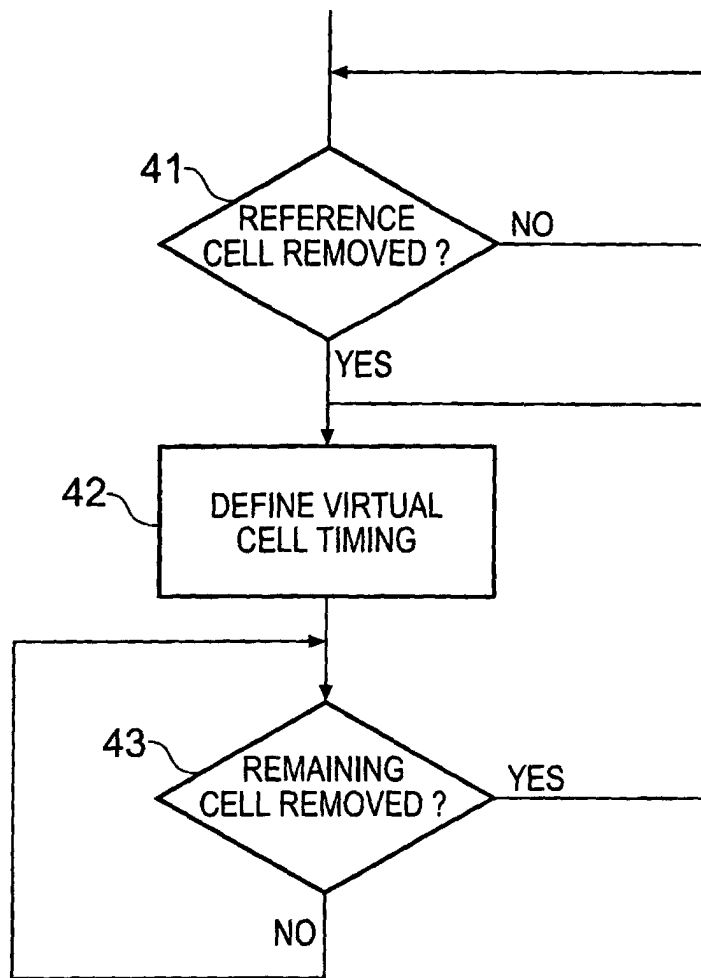 41
REFERENCE
CELL REMOVED ?
NO
YES
42
DEFINE VIRTUAL
CELL TIMING
43
REMAINING
CELL REMOVED ?
YES
NO